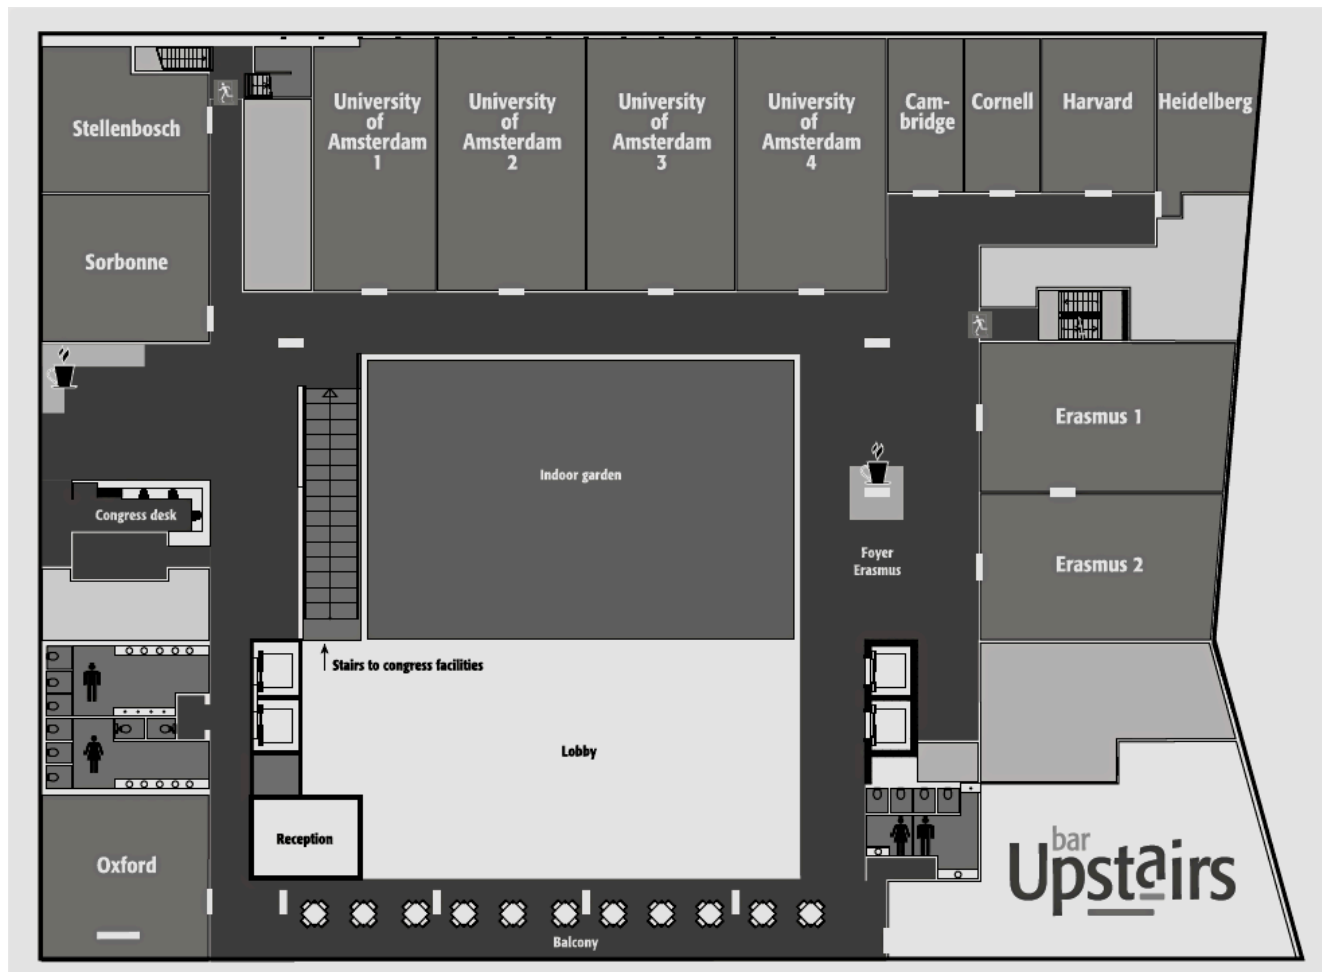 Stellenbosch
University
of
Amsterdam
1
University
of
Amsterdam
2
University
of
Amsterdam
3
University
of
Amsterdam
4
Cam-
bridge
Cornell
Harvard
Heidelberg
Sorbonne
Erasmus 1
Indoor garden
Congress desk
Foyer
Erasmus
Erasmus 2
Stairs to congress facilities
Lobby
Reception
Oxford
bar
Upstairs
Balcony